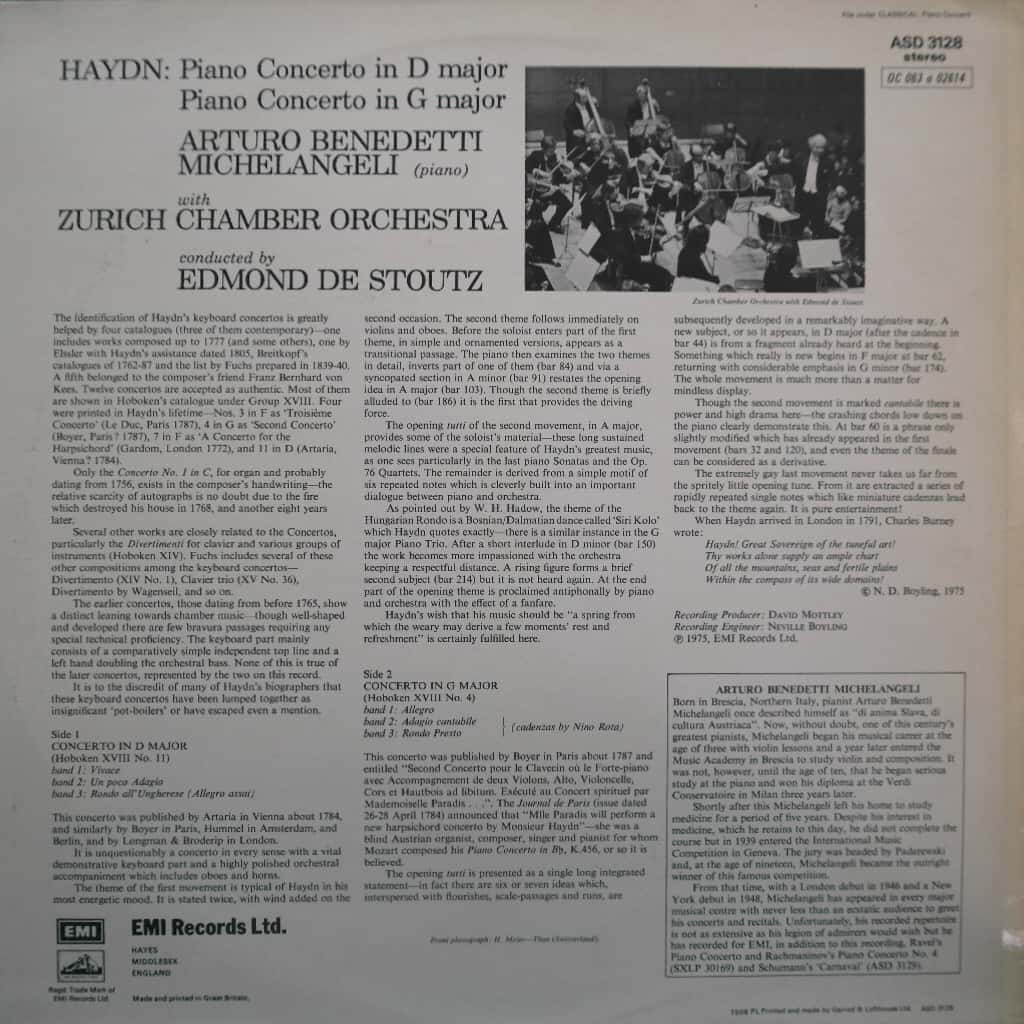 File under CLASSICAL: Piano Concerto
ASD 3128
stereo
OC 063 o 02614
HAYDN: Piano Concerto in D major
Piano Concerto in G major
ARTURO BENEDETTI
MICHELANGELI (piano)
with
ZURICH CHAMBER ORCHESTRA
conducted by
EDMOND DE STOUTZ
Zurich Chamber Orchestra with Edmond de Stoutz
The identification of Haydn's keyboard concertos is greatly
helped by four catalogues (three of them contemporary)—one
includes works composed up to 1777 (and some others), one by
Elssler with Haydn's assistance dated 1805, Breitkopf's
catalogues of 1762-87 and the list by Fuchs prepared in 1839-40.
A fifth belonged to the composer's friend Franz Bernhard von
Kees. Twelve concertos are accepted as authentic. Most of them
are shown in Hoboken's catalogue under Group XVIII. Four
were printed in Haydn's lifetime—Nos. 3 in F as 'Troisième
Concerto' (Le Duc, Paris 1787), 4 in G as 'Second Concerto'
(Boyer, Paris? 1787), 7 in F as 'A Concerto for the
Harpsichord' (Gardom, London 1772), and 11 in D (Artaria,
Vienna? 1784).
Only the Concerto No. 1 in C, for organ and probably
dating from 1756, exists in the composer's handwriting—the
relative scarcity of autographs is no doubt due to the fire
which destroyed his house in 1768, and another eight years
later.
Several other works are closely related to the Concertos,
particularly the Divertimenti for clavier and various groups of
instruments (Hoboken XIV). Fuchs includes several of these
other compositions among the keyboard concertos—
Divertimento (XIV No. 1), Clavier trio (XV No. 36),
Divertimento by Wagenseil, and so on.
The earlier concertos, those dating from before 1765, show
a distinct leaning towards chamber music—though well-shaped
and developed there are few bravura passages requiring any
special technical proficiency. The keyboard part mainly
consists of a comparatively simple independent top line and a
left hand doubling the orchestral bass. None of this is true of
the later concertos, represented by the two on this record.
It is to the discredit of many of Haydn's biographers that
these keyboard concertos have been lumped together as
insignificant 'pot-boilers' or have escaped even a mention.
Side 1
CONCERTO IN D MAJOR
(Hoboken XVIII No. 11)
band 1: Vivace
band 2: Un poco Adagio
band 3: Rondo all'Ungherese (Allegro assai)
This concerto was published by Artaria in Vienna about 1784,
and similarly by Boyer in Paris, Hummel in Amsterdam, and
Berlin, and by Longman & Broderip in London.
It is unquestionably a concerto in every sense with a vital
demonstrative keyboard part and a highly polished orchestral
accompaniment which includes oboes and horns.
The theme of the first movement is typical of Haydn in his
most energetic mood. It is stated twice, with wind added on the
second occasion. The second theme follows immediately on
violins and oboes. Before the soloist enters part of the first
theme, in simple and ornamented versions, appears as a
transitional passage. The piano then examines the two themes
in detail, inverts part of one of them (bar 84) and via a
syncopated section in A minor (bar 91) restates the opening
idea in A major (bar 103). Though the second theme is briefly
alluded to (bar 186) it is the first that provides the driving
force.
The opening tutti of the second movement, in A major,
provides some of the soloist's material—these long sustained
melodic lines were a special feature of Haydn's greatest music,
as one sees particularly in the last piano Sonatas and the Op.
76 Quartets. The remainder is derived from a simple motif of
six repeated notes which is cleverly built into an important
dialogue between piano and orchestra.
As pointed out by W. H. Hadow, the theme of the
Hungarian Rondo is a Bosnian/Dalmatian dance called 'Siri Kolo'
which Haydn quotes exactly—there is a similar instance in the G
major Piano Trio. After a short interlude in D minor (bar 150)
the work becomes more impassioned with the orchestra
keeping a respectful distance. A rising figure forms a brief
second subject (bar 214) but it is not heard again. At the end
part of the opening theme is proclaimed antiphonally by piano
and orchestra with the effect of a fanfare.
Haydn's wish that his music should be "a spring from
which the weary may derive a few moments' rest and
refreshment" is certainly fulfilled here.
Side 2
CONCERTO IN G MAJOR
(Hoboken XVIII No. 4)
band 1: Allegro
band 2: Adagio cantabile
band 3: Rondo Presto
(cadenzas by Nino Rota)
This concerto was published by Boyer in Paris about 1787 and
entitled "Second Concerto pour le Clavecin où le Forte-piano
avec Accompagnement de deux Violons, Alto, Violoncelle,
Cors et Hautbois ad libitum. Exécuté au Concert spirituel par
Mademoiselle Paradis . . .". The Journal de Paris (issue dated
26-28 April 1784) announced that "Mlle Paradis will perform a
new harpsichord concerto by Monsieur Haydn"—she was a
blind Austrian organist, composer, singer and pianist for whom
Mozart composed his Piano Concerto in B♭, K.456, or so it is
believed.
The opening tutti is presented as a single long integrated
statement—in fact there are six or seven ideas which,
interspersed with flourishes, scale-passages and runs, are
subsequently developed in a remarkably imaginative way. A
new subject, or so it appears, in D major (after the cadence in
bar 44) is from a fragment already heard at the beginning.
Something which really is new begins in F major at bar 62,
returning with considerable emphasis in G minor (bar 174).
The whole movement is much more than a matter for
mindless display.
Though the second movement is marked cantabile there is
power and high drama here—the crashing chords low down on
the piano clearly demonstrate this. At bar 60 is a phrase only
slightly modified which has already appeared in the first
movement (bars 32 and 120), and even the theme of the finale
can be considered as a derivative.
The extremely gay last movement never takes us far from
the spritely little opening tune. From it are extracted a series of
rapidly repeated single notes which like miniature cadenzas lead
back to the theme again. It is pure entertainment!
When Haydn arrived in London in 1791, Charles Burney
wrote:
Haydn! Great Sovereign of the tuneful art!
Thy works alone supply an ample chart
Of all the mountains, seas and fertile plains
Within the compass of its wide domains!
© N. D. Boyling, 1975
Recording Producer: DAVID MOTTLEY
Recording Engineer: NEVILLE BOYLING
℗ 1975, EMI Records Ltd.
ARTURO BENEDETTI MICHELANGELI
Born in Brescia, Northern Italy, pianist Arturo Benedetti
Michelangeli once described himself as "di anima Slava, di
cultura Austriaca". Now, without doubt, one of this century's
greatest pianists, Michelangeli began his musical career at the
age of three with violin lessons and a year later entered the
Music Academy in Brescia to study violin and composition. It
was not, however, until the age of ten, that he began serious
study at the piano and won his diploma at the Verdi
Conservatoire in Milan three years later.
Shortly after this Michelangeli left his home to study
medicine for a period of five years. Despite his interest in
medicine, which he retains to this day, he did not complete the
course but in 1939 entered the International Music
Competition in Geneva. The jury was headed by Paderewski
and, at the age of nineteen, Michelangeli became the outright
winner of this famous competition.
From that time, with a London debut in 1946 and a New
York debut in 1948, Michelangeli has appeared in every major
musical centre with never less than an ecstatic audience to greet
his concerts and recitals. Unfortunately, his recorded repertoire
is not as extensive as his legion of admirers would wish but he
has recorded for EMI, in addition to this recording, Ravel's
Piano Concerto and Rachmaninov's Piano Concerto No. 4
(SXLP 30169) and Schumann's 'Carnaval' (ASD 3129).
EMI
EMI Records Ltd.
HAYES
MIDDLESEX
ENGLAND
Regd. Trade Mark of
EMI Records Ltd.
Made and printed in Great Britain.
Front photograph: H. Meier—Thun (Switzerland).
Printed and made by Garrod & Lofthouse Ltd. ASD 3128